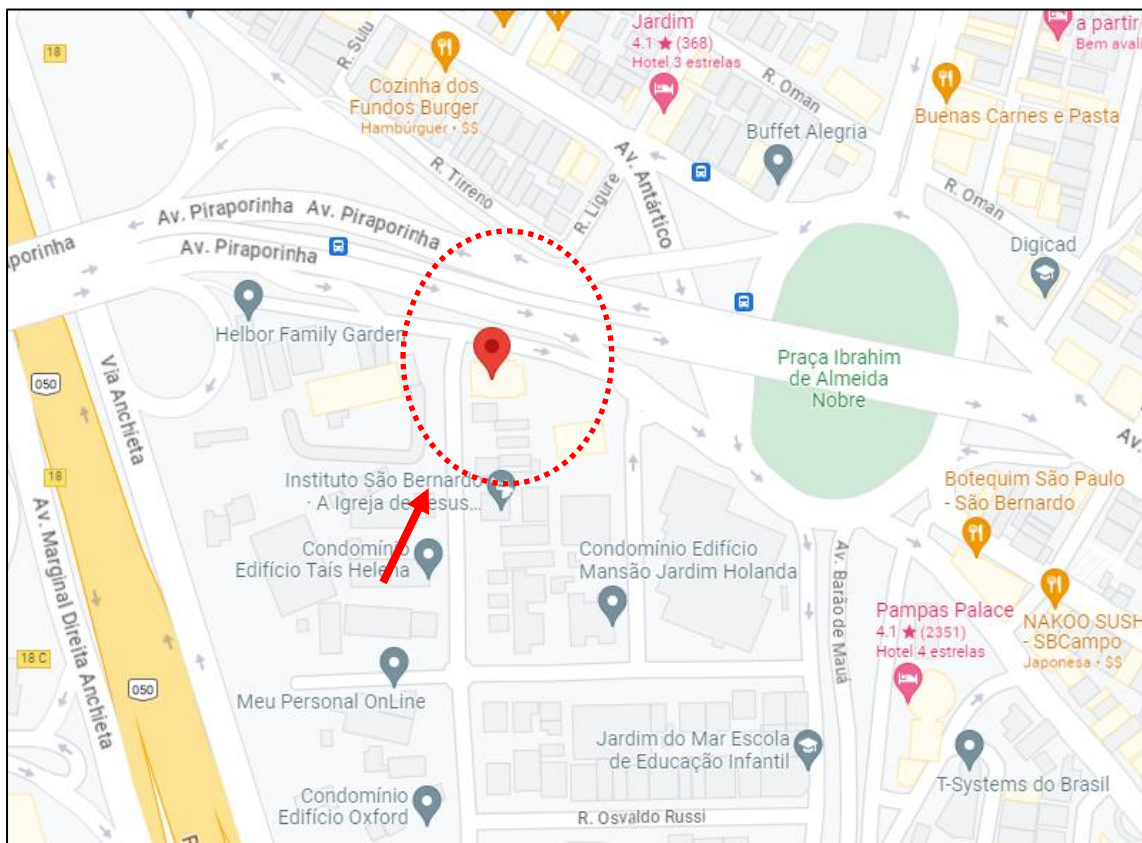 Jardim
4.1 ★ (368)
Hotel 3 estrelas
a partir
Bem avali
18
R. Sulu
Cozinha dos
Fundos Burger
Hambúrguer · $$
R. Oman
Buenas Carnes e Pasta
Buffet Alegria
Av. Antártico
R. Tirreno
R. Ligure
R. Oman
Av. Piraporinha
Av. Piraporinha
Av. Piraporinha
porinha
Digicad
Helbor Family Garden
Praça Ibrahim
de Almeida
Nobre
Via Anchieta
050
Av.
18
Instituto São Bernardo
· A Igreja de Jesus...
Botequim São Paulo
- São Bernardo
Av. Marginal Direita Anchieta
Condomínio
Edifício Taís Helena
Condomínio Edifício
Mansão Jardim Holanda
Av. Barão de Mauá
Pampas Palace
4.1 ★ (2351)
Hotel 4 estrelas
NAKOO SUSH
- SBCampo
Japonesa · $$
18 C
050
Meu Personal OnLine
Jardim do Mar Escola
de Educação Infantil
T-Systems do Brasil
Condomínio
Edifício Oxford
R. Osvaldo Russi